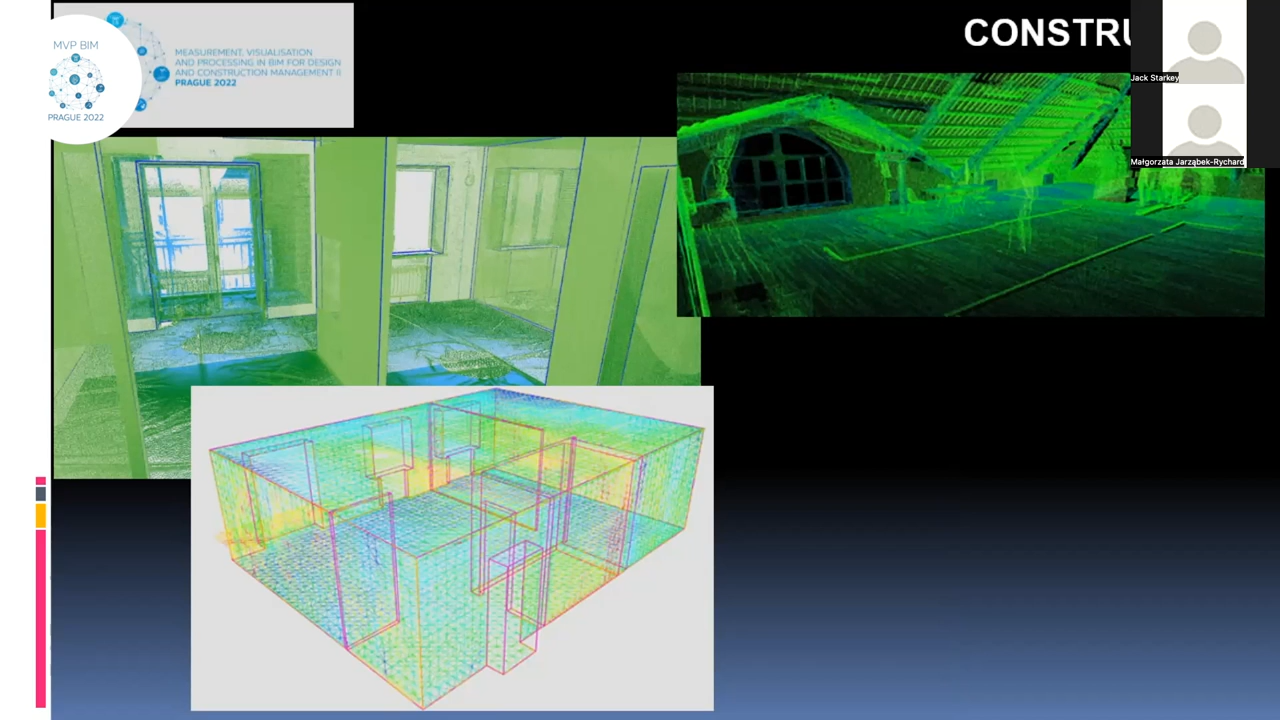 MVP BIM
PRAGUE 2022
MEASUREMENT, VISUALISATION
AND PROCESSING IN BIM FOR DESIGN
AND CONSTRUCTION MANAGEMENT II
PRAGUE 2022
CONSTRU
Jack Starkey
Małgorzata Jarząbek-Rychard